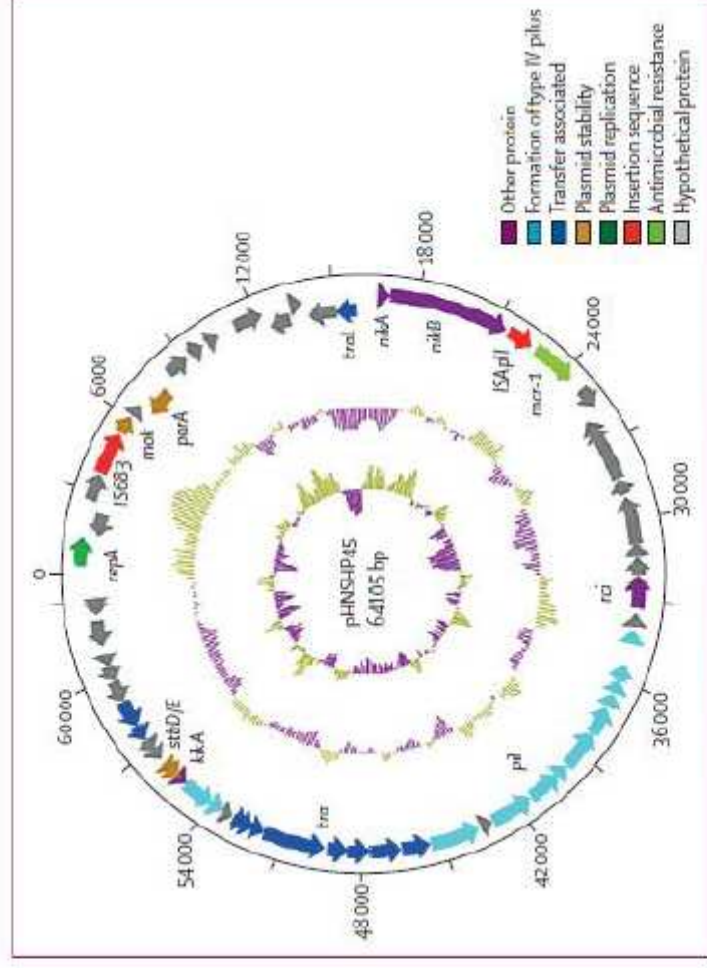 0
6000
12000
18000
24000
30000
36000
42000
48000
54000
60000
repA
IS683
mok
parA
traL
nikA
nikB
ISApl1
mcr-1
rci
pil
tra
kkA
stbD/E
pHNSHP45
64105 bp
Other protein
Formation of type IV pilus
Transfer associated
Plasmid stability
Plasmid replication
Insertion sequence
Antimicrobial resistance
Hypothetical protein